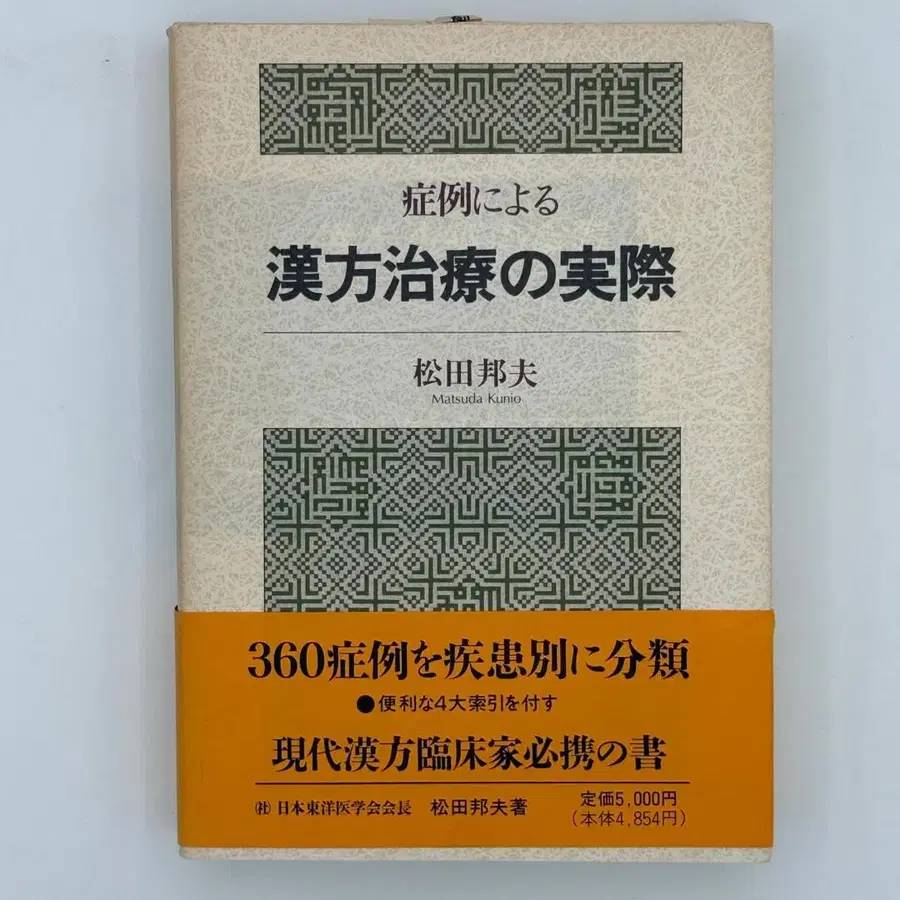 症例による
漢方治療の実際
松田邦夫
Matsuda Kunio
360症例を疾患別に分類
●便利な4大索引を付す
現代漢方臨床家必携の書
㈳日本東洋医学会会長 松田邦夫著
定価5,000円
(本体4,854円)